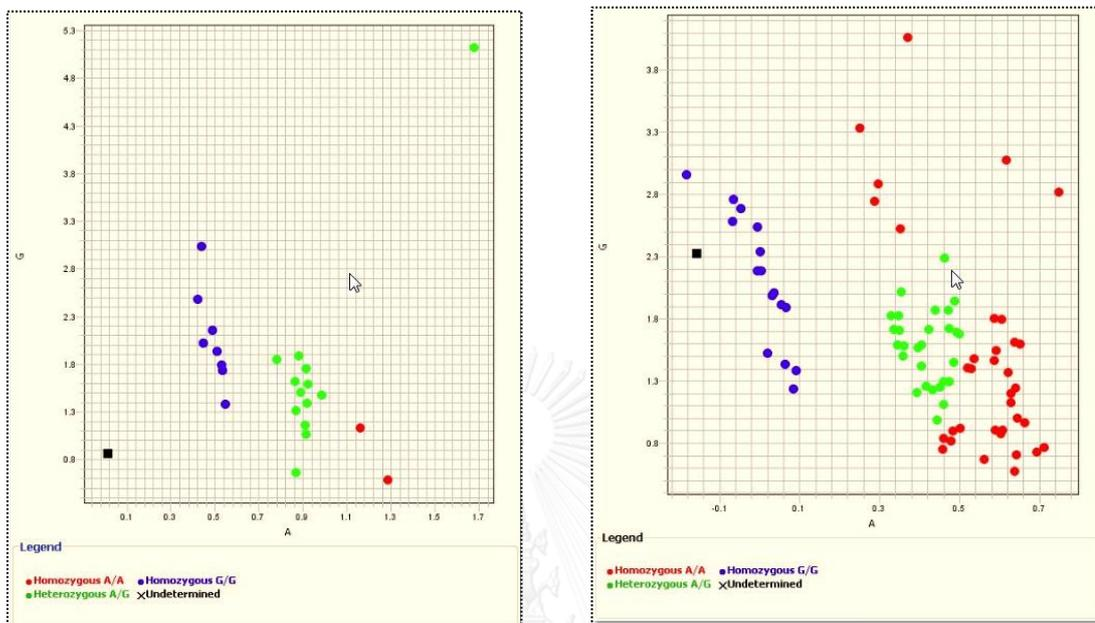 5.3
4.8
4.3
3.8
3.3
2.8
2.3
1.8
1.3
0.8
G
0.1 0.3 0.5 0.7 0.9 1.1 1.3 1.5 1.7
A
Legend
Homozygous A/A Homozygous G/G
Heterozygous A/G Undetermined
3.8
3.3
2.8
2.3
1.8
1.3
0.8
G
-0.1 0.1 0.3 0.5 0.7
A
Legend
Homozygous A/A Homozygous G/G
Heterozygous A/G Undetermined